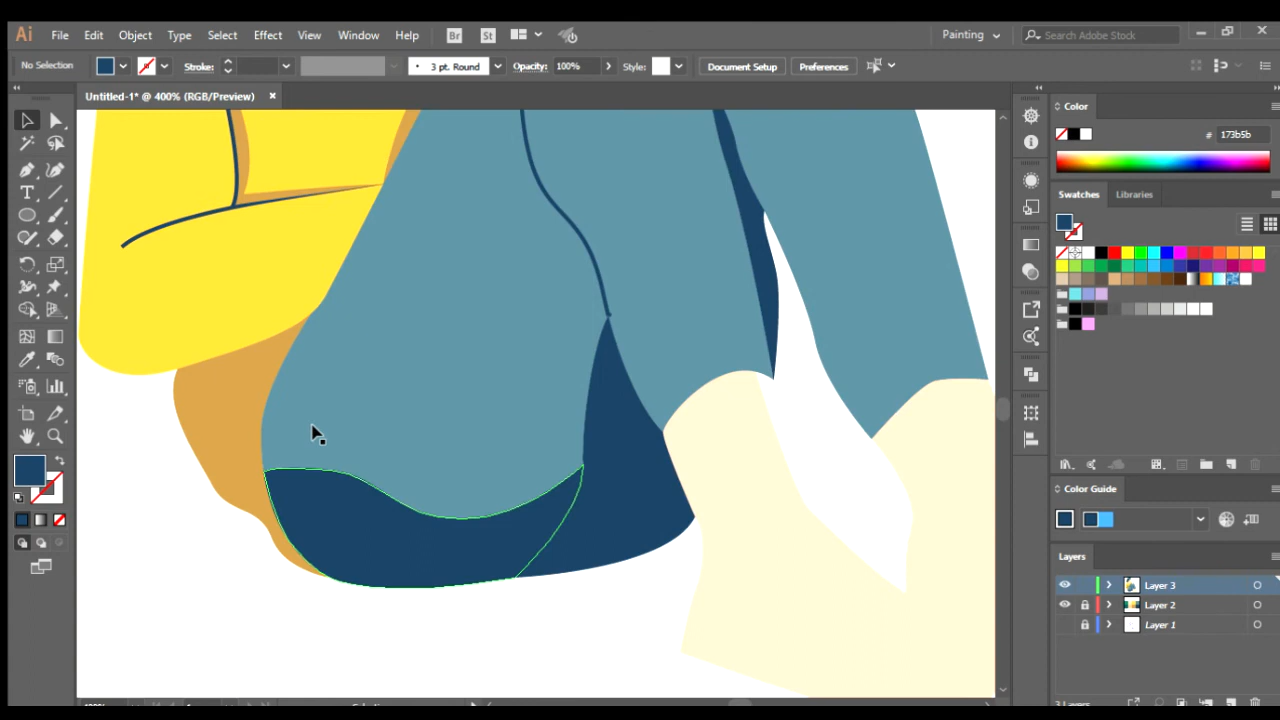 Ai File Edit Object Type Select Effect View Window Help Br St Painting Search Adobe Stock
No Selection Stroke: 3 pt. Round Opacity: 100% Style: Document Setup Preferences
Untitled-1* @ 400% (RGB/Preview)
Color
# 173b5b
Swatches Libraries
Color Guide
Layers
Layer 3
Layer 2
Layer 1